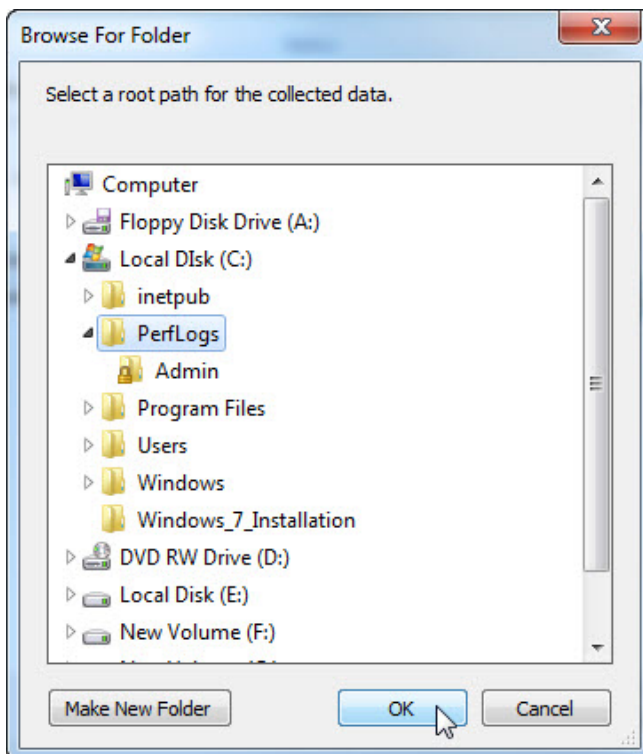 Browse For Folder
Select a root path for the collected data.
Computer
Floppy Disk Drive (A:)
Local DIsk (C:)
inetpub
PerfLogs
Admin
Program Files
Users
Windows
Windows_7_Installation
DVD RW Drive (D:)
Local Disk (E:)
New Volume (F:)
Make New Folder OK Cancel